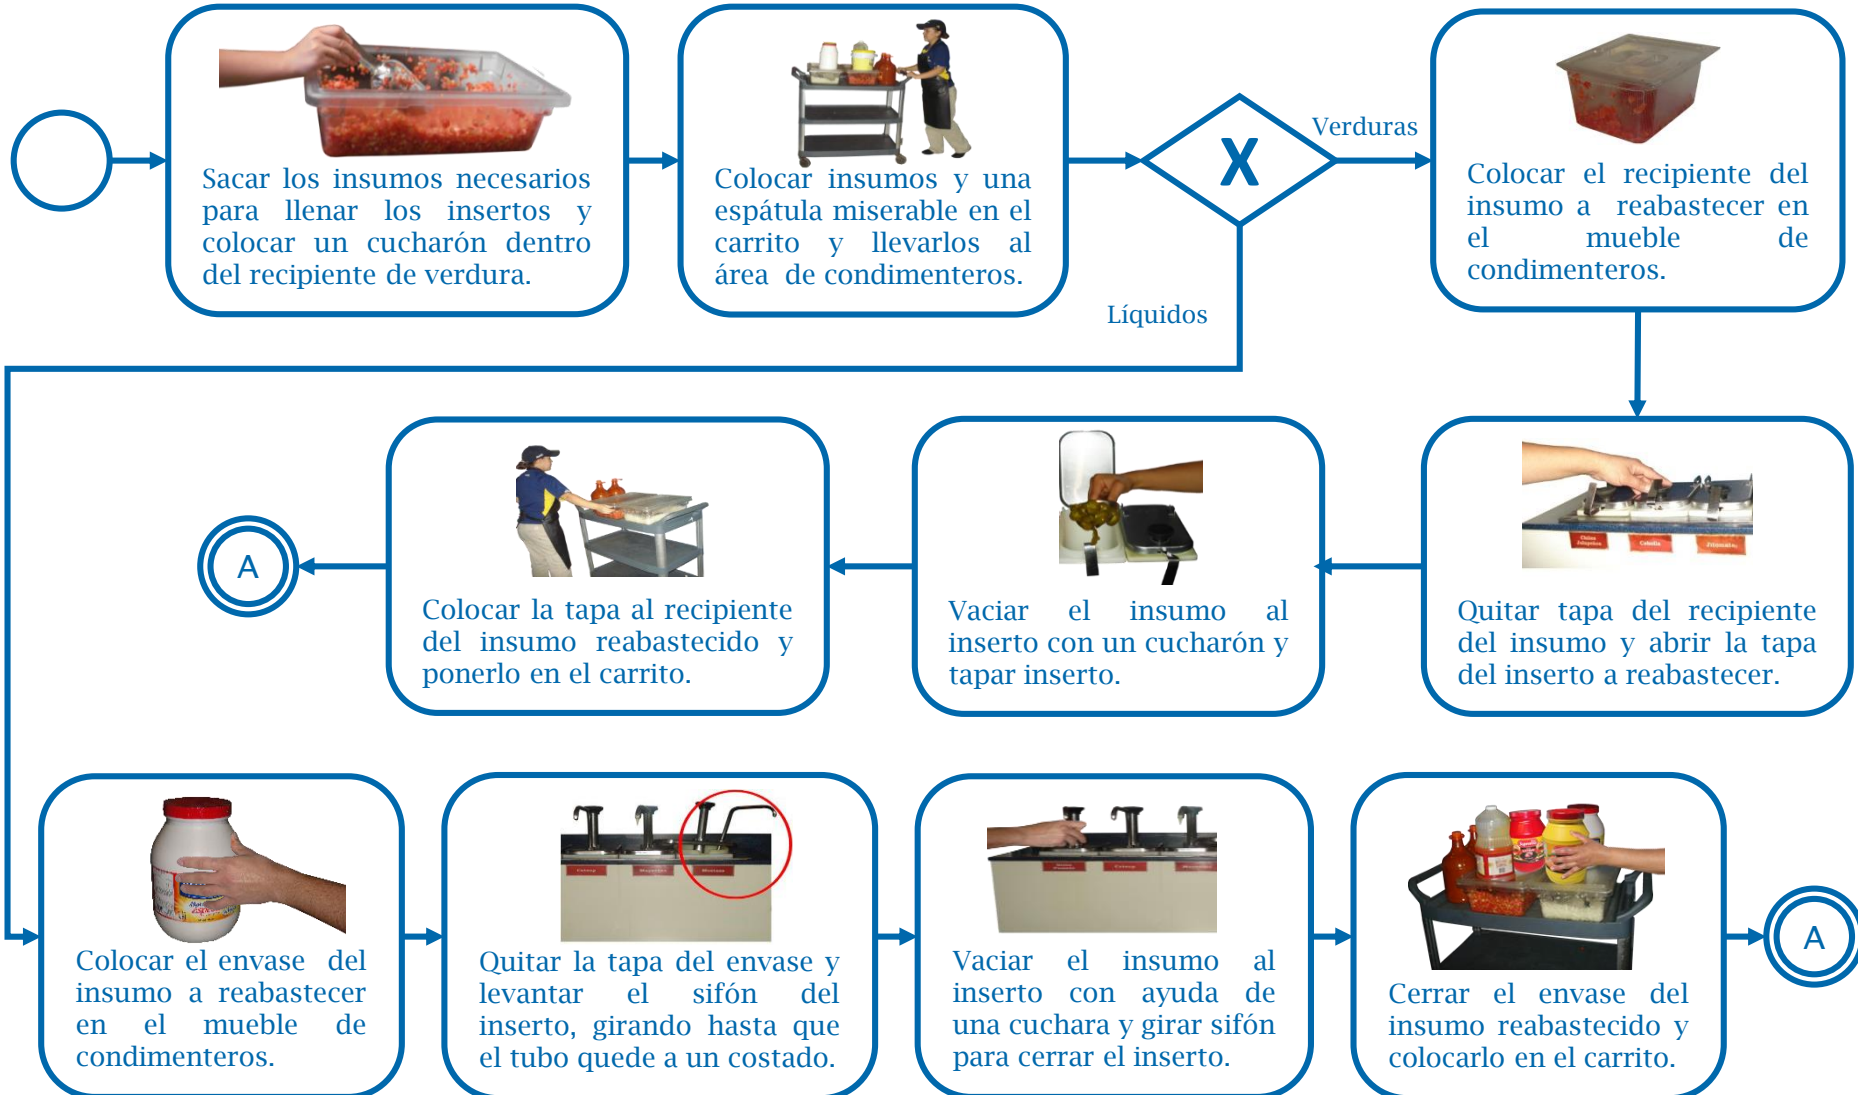 Sacar los insumos necesarios
para llenar los insertos y
colocar un cucharón dentro
del recipiente de verdura.
Colocar insumos y una
espátula miserable en el
carrito y llevarlos al
área de condimenteros.
X
Verduras
Líquidos
Colocar el recipiente del
insumo a reabastecer en
el mueble de
condimenteros.
Quitar tapa del recipiente
del insumo y abrir la tapa
del inserto a reabastecer.
Vaciar el insumo al
inserto con un cucharón y
tapar inserto.
Colocar la tapa al recipiente
del insumo reabastecido y
ponerlo en el carrito.
A
Colocar el envase del
insumo a reabastecer
en el mueble de
condimenteros.
Quitar la tapa del envase y
levantar el sifón del
inserto, girando hasta que
el tubo quede a un costado.
Vaciar el insumo al
inserto con ayuda de
una cuchara y girar sifón
para cerrar el inserto.
Cerrar el envase del
insumo reabastecido y
colocarlo en el carrito.
A